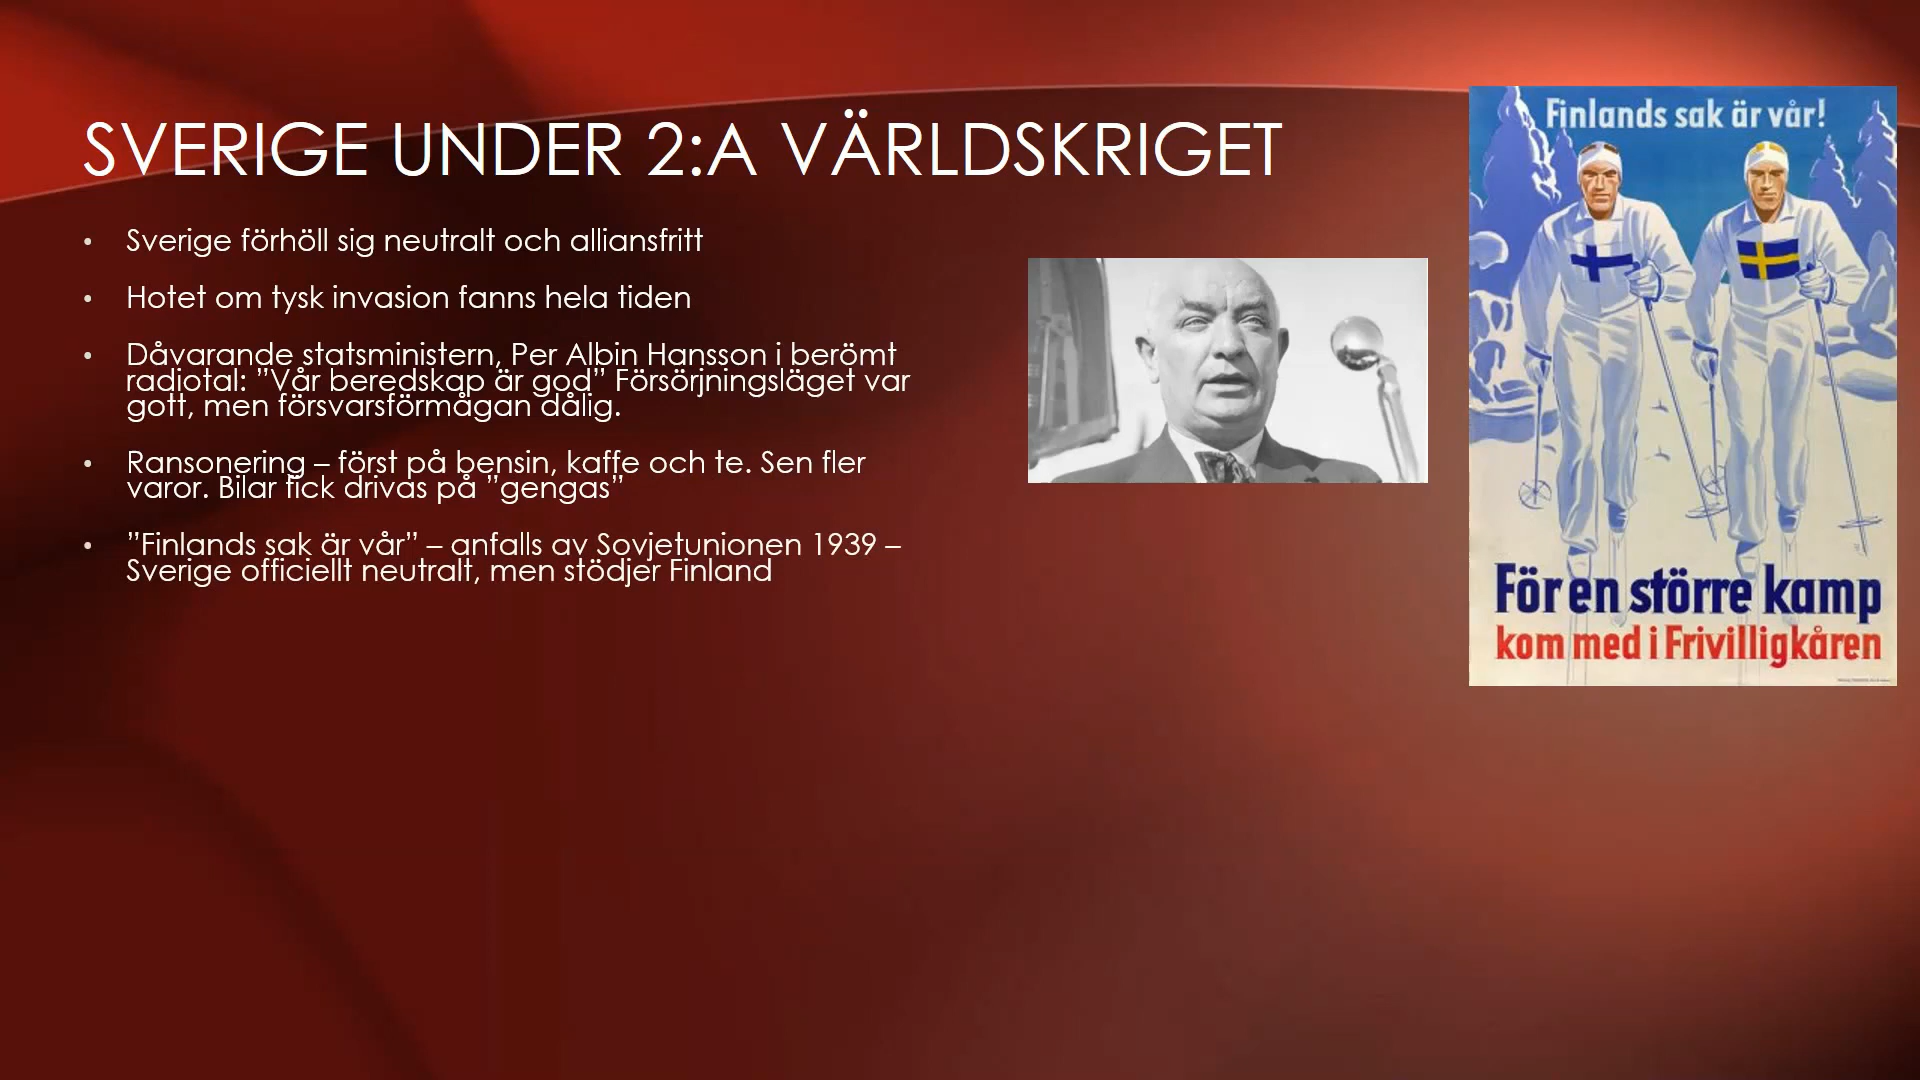 SVERIGE UNDER 2:A VÄRLDSKRIGET
• Sverige förhöll sig neutralt och alliansfritt
• Hotet om tysk invasion fanns hela tiden
• Dåvarande statsministern, Per Albin Hansson i berömt
radiotal: ”Vår beredskap är god” Försörjningsläget var
gott, men försvarsförmågan dålig.
• Ransonering – först på bensin, kaffe och te. Sen fler
varor. Bilar fick drivas på ”gengas”
• ”Finlands sak är vår” – anfalls av Sovjetunionen 1939 –
Sverige officiellt neutralt, men stödjer Finland
Finlands sak är vår!
För en större kamp
kom med i Frivilligkåren